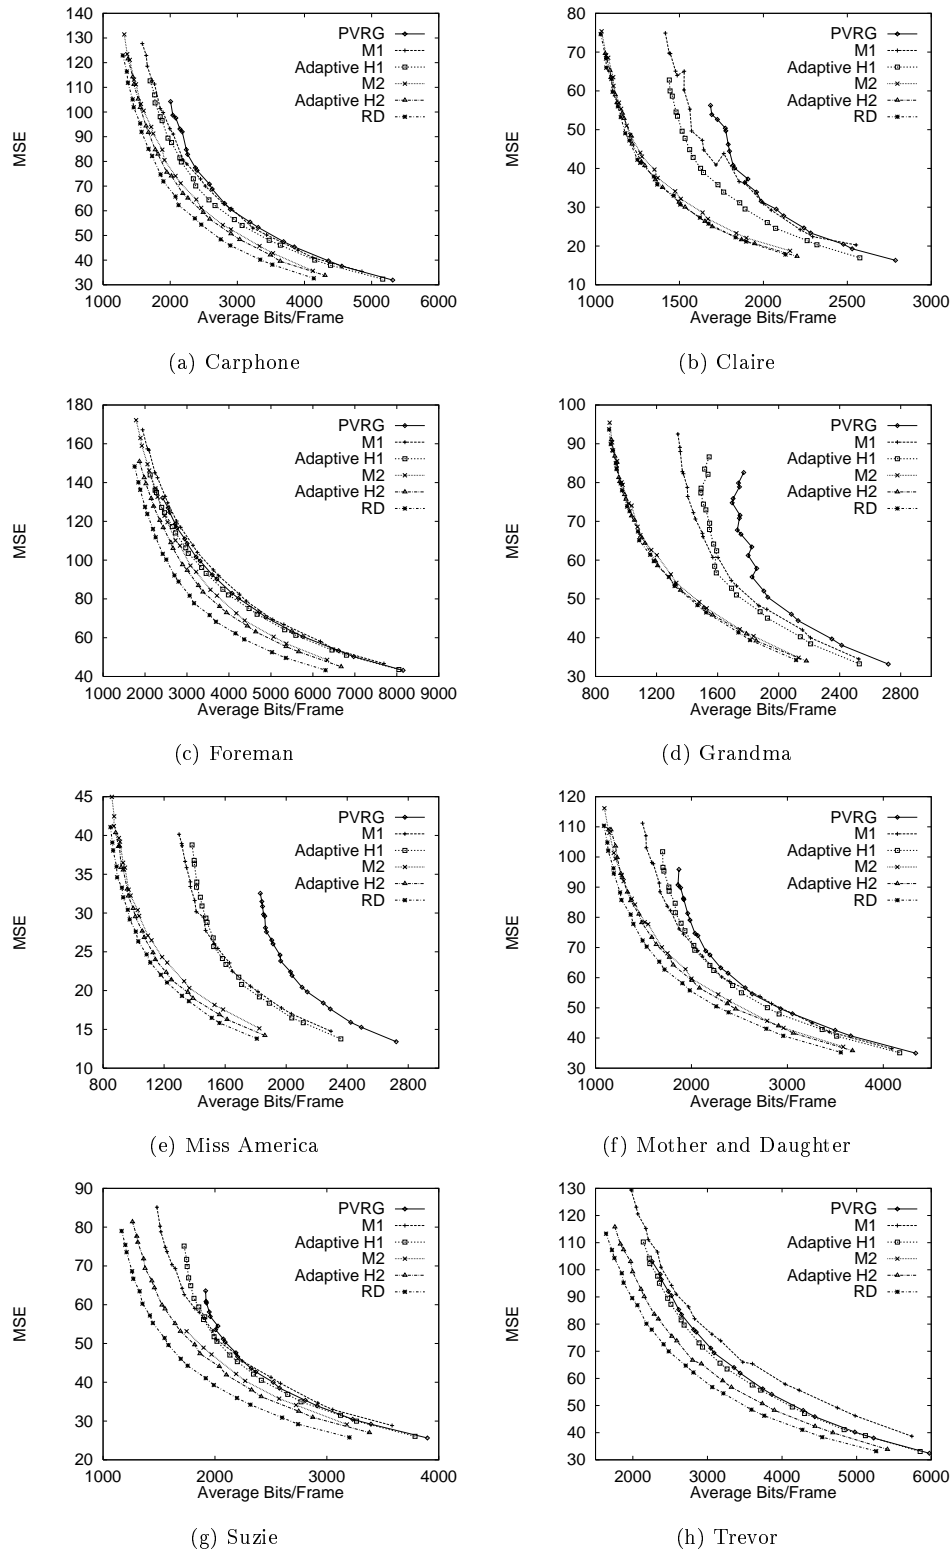 140
130
120
110
100
90
80
70
60
50
40
30
MSE
PVRG
M1
Adaptive H1
M2
Adaptive H2
RD
1000 2000 3000 4000 5000 6000
Average Bits/Frame
(a) Carphone
80
70
60
50
40
30
20
10
MSE
PVRG
M1
Adaptive H1
M2
Adaptive H2
RD
1000 1500 2000 2500 3000
Average Bits/Frame
(b) Claire
180
160
140
120
100
80
60
40
MSE
PVRG
M1
Adaptive H1
M2
Adaptive H2
RD
1000 2000 3000 4000 5000 6000 7000 8000 9000
Average Bits/Frame
(c) Foreman
100
90
80
70
60
50
40
30
MSE
PVRG
M1
Adaptive H1
M2
Adaptive H2
RD
800 1200 1600 2000 2400 2800
Average Bits/Frame
(d) Grandma
45
40
35
30
25
20
15
10
MSE
PVRG
M1
Adaptive H1
M2
Adaptive H2
RD
800 1200 1600 2000 2400 2800
Average Bits/Frame
(e) Miss America
120
110
100
90
80
70
60
50
40
30
MSE
PVRG
M1
Adaptive H1
M2
Adaptive H2
RD
1000 2000 3000 4000
Average Bits/Frame
(f) Mother and Daughter
90
80
70
60
50
40
30
20
MSE
PVRG
M1
Adaptive H1
M2
Adaptive H2
RD
1000 2000 3000 4000
Average Bits/Frame
(g) Suzie
130
120
110
100
90
80
70
60
50
40
30
MSE
PVRG
M1
Adaptive H1
M2
Adaptive H2
RD
2000 3000 4000 5000 6000
Average Bits/Frame
(h) Trevor